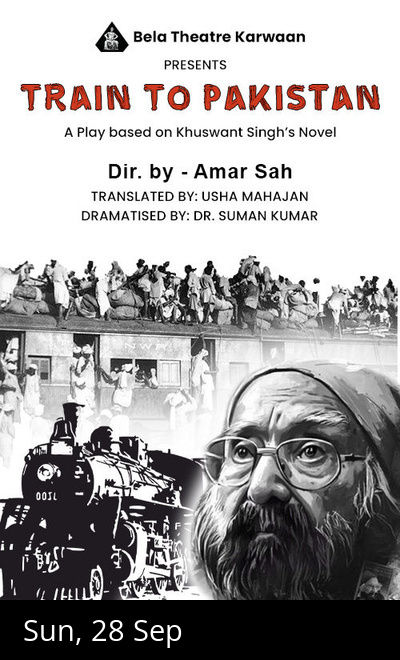 Bela Theatre Karwaan
PRESENTS
TRAIN TO PAKISTAN
A Play based on Khuswant Singh's Novel
Dir. by - Amar Sah
TRANSLATED BY: USHA MAHAJAN
DRAMATISED BY: DR. SUMAN KUMAR
NWR
Sun, 28 Sep